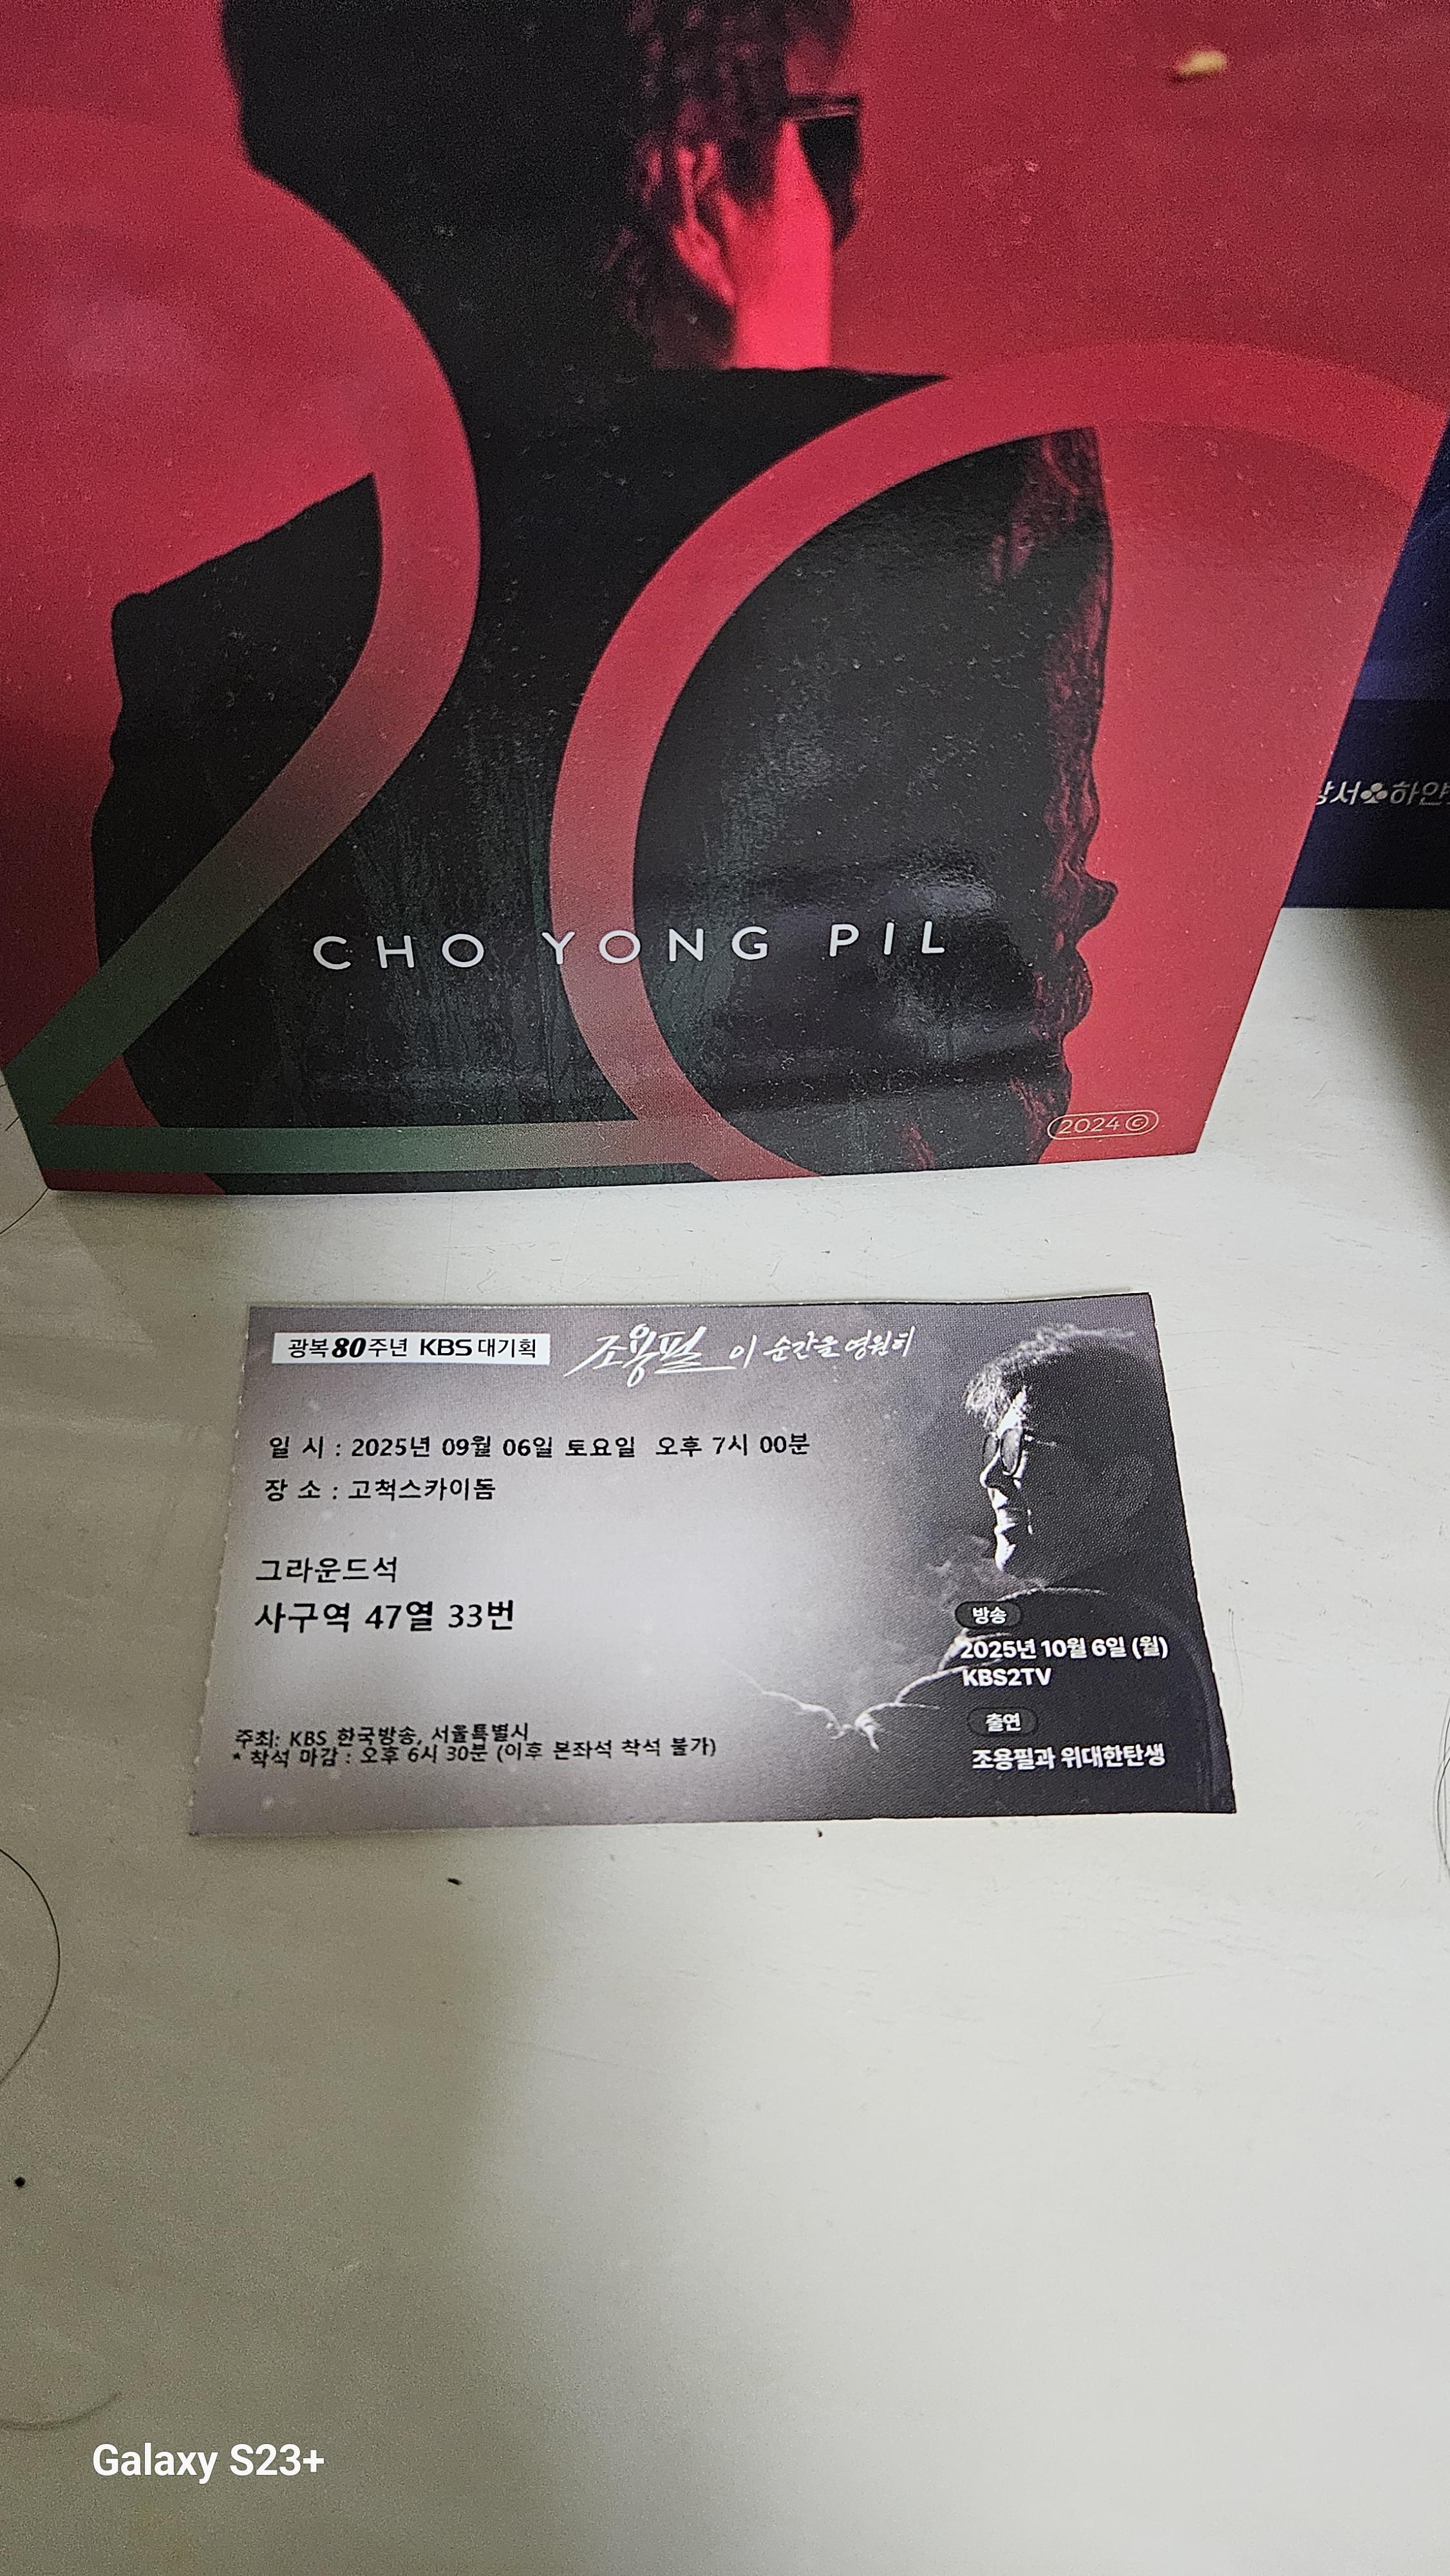 CHO YONG PIL
2024 ©
서♣하얀
광복80주년 KBS 대기획 조용필 이 순간을 영원히
일 시 : 2025년 09월 06일 토요일 오후 7시 00분
장 소 : 고척스카이돔
그라운드석
사구역 47열 33번
주최: KBS 한국방송, 서울특별시
* 착석 마감 : 오후 6시 30분 (이후 본좌석 착석 불가)
방송
2025년 10월 6일 (월)
KBS2TV
출연
조용필과 위대한탄생
Galaxy S23+